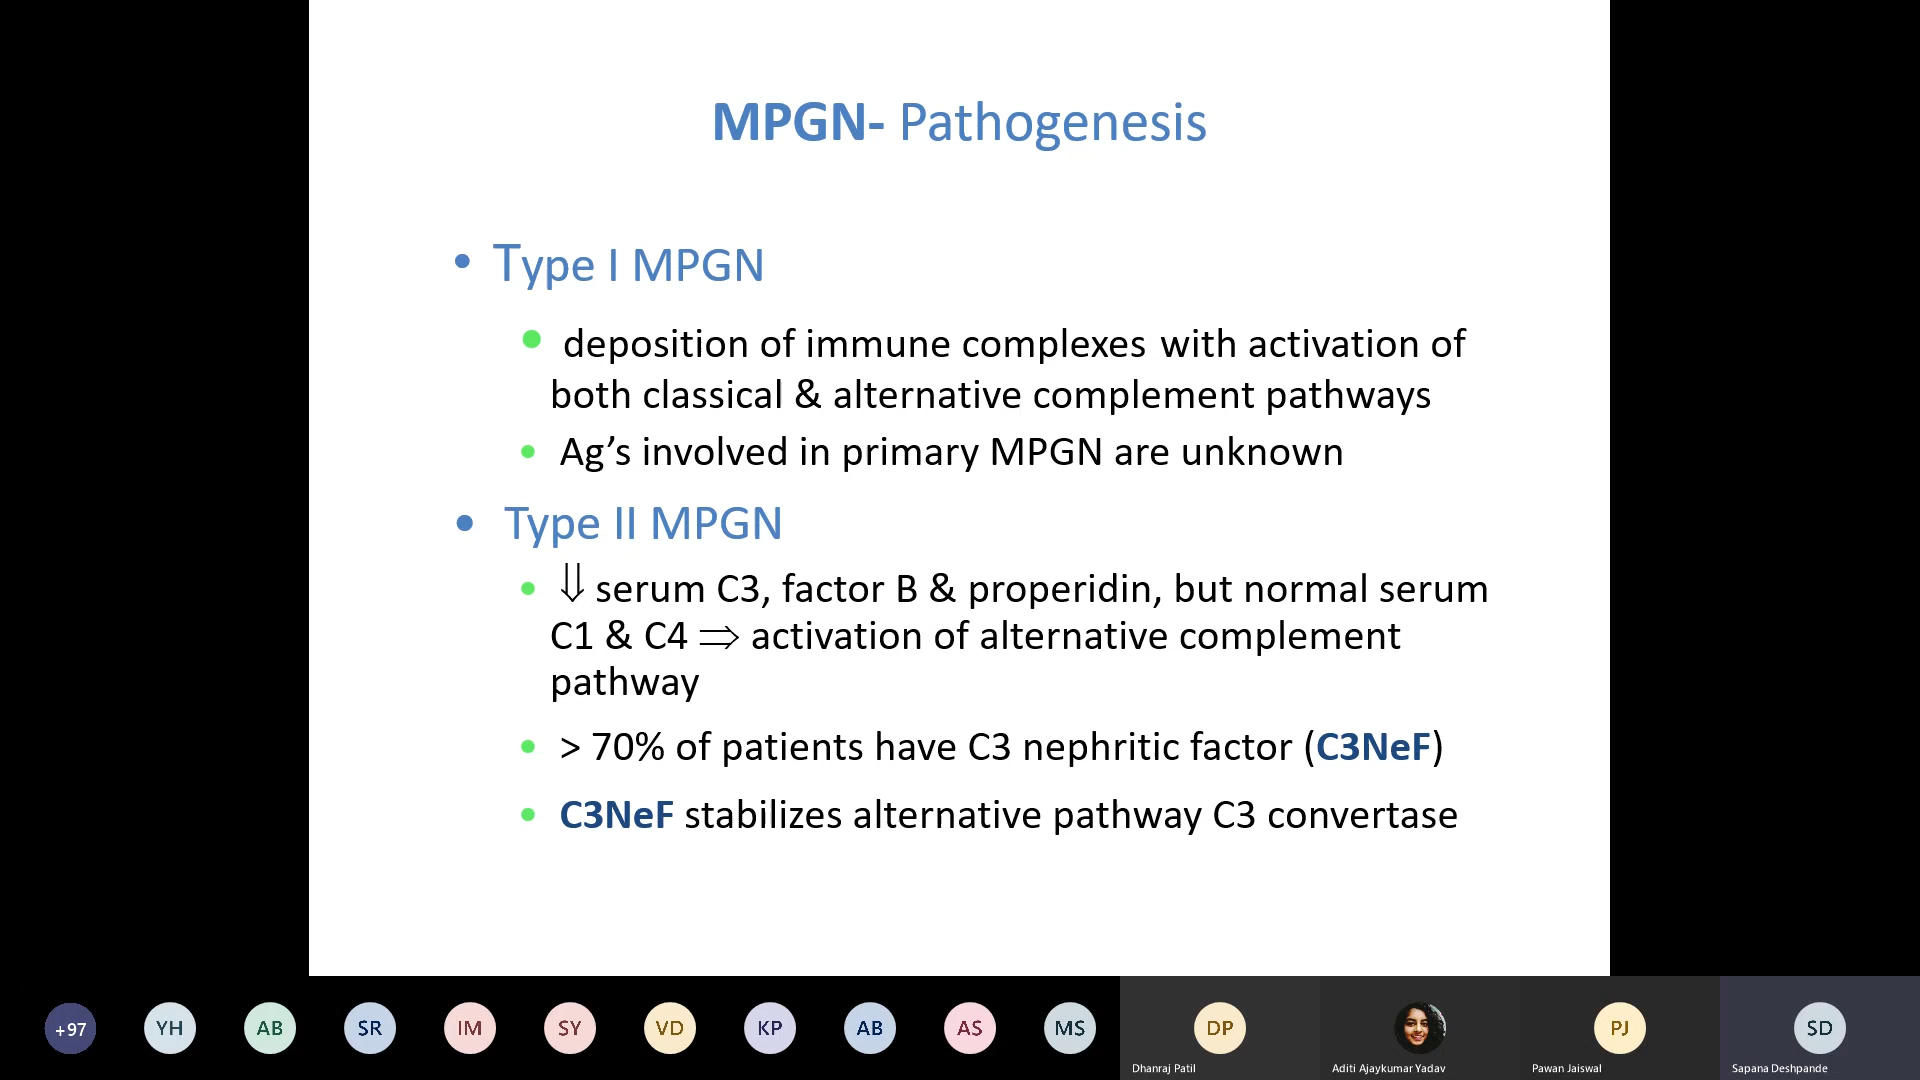 MPGN- Pathogenesis
• Type I MPGN
• deposition of immune complexes with activation of
both classical & alternative complement pathways
• Ag’s involved in primary MPGN are unknown
• Type II MPGN
• ⇓ serum C3, factor B & properidin, but normal serum
C1 & C4 ⇒ activation of alternative complement
pathway
• > 70% of patients have C3 nephritic factor (C3NeF)
• C3NeF stabilizes alternative pathway C3 convertase
+97 YH AB SR IM SY VD KP AB AS MS DP PJ SD
Dhanraj Patil Aditi Ajaykumar Yadav Pawan Jaiswal Sapana Deshpande